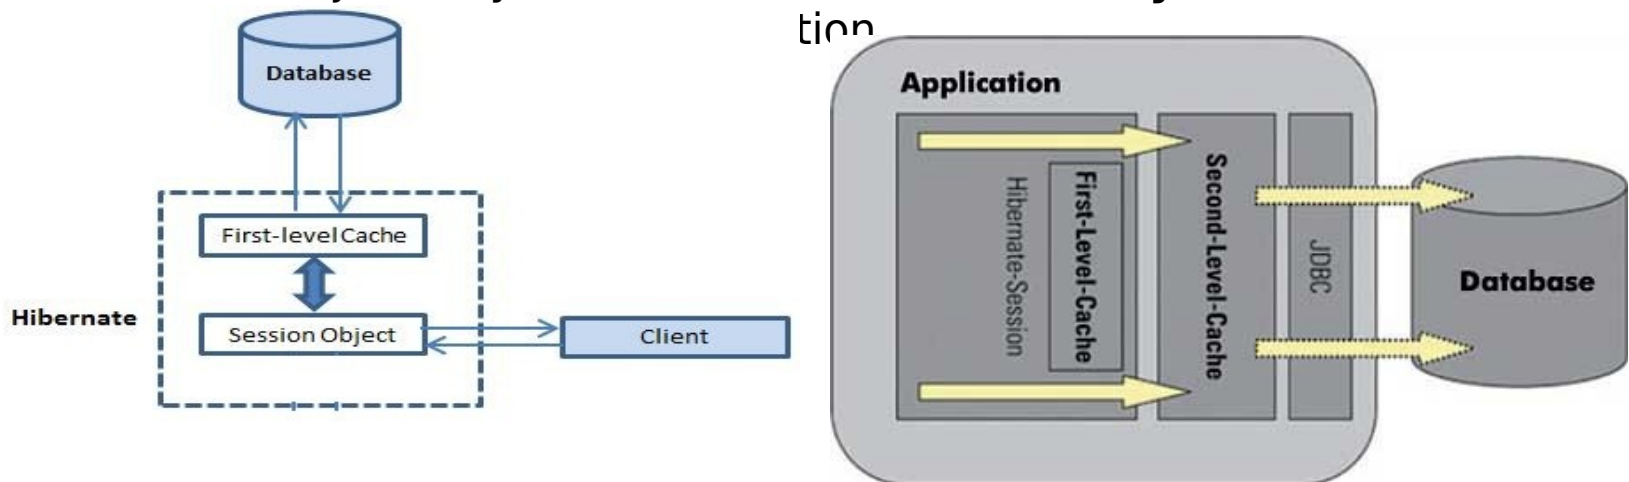 tion
Database
First-level Cache
Hibernate
Session Object
Client
Application
Hibernate-Session
First-Level-Cache
Second-Level-Cache
JDBC
Database